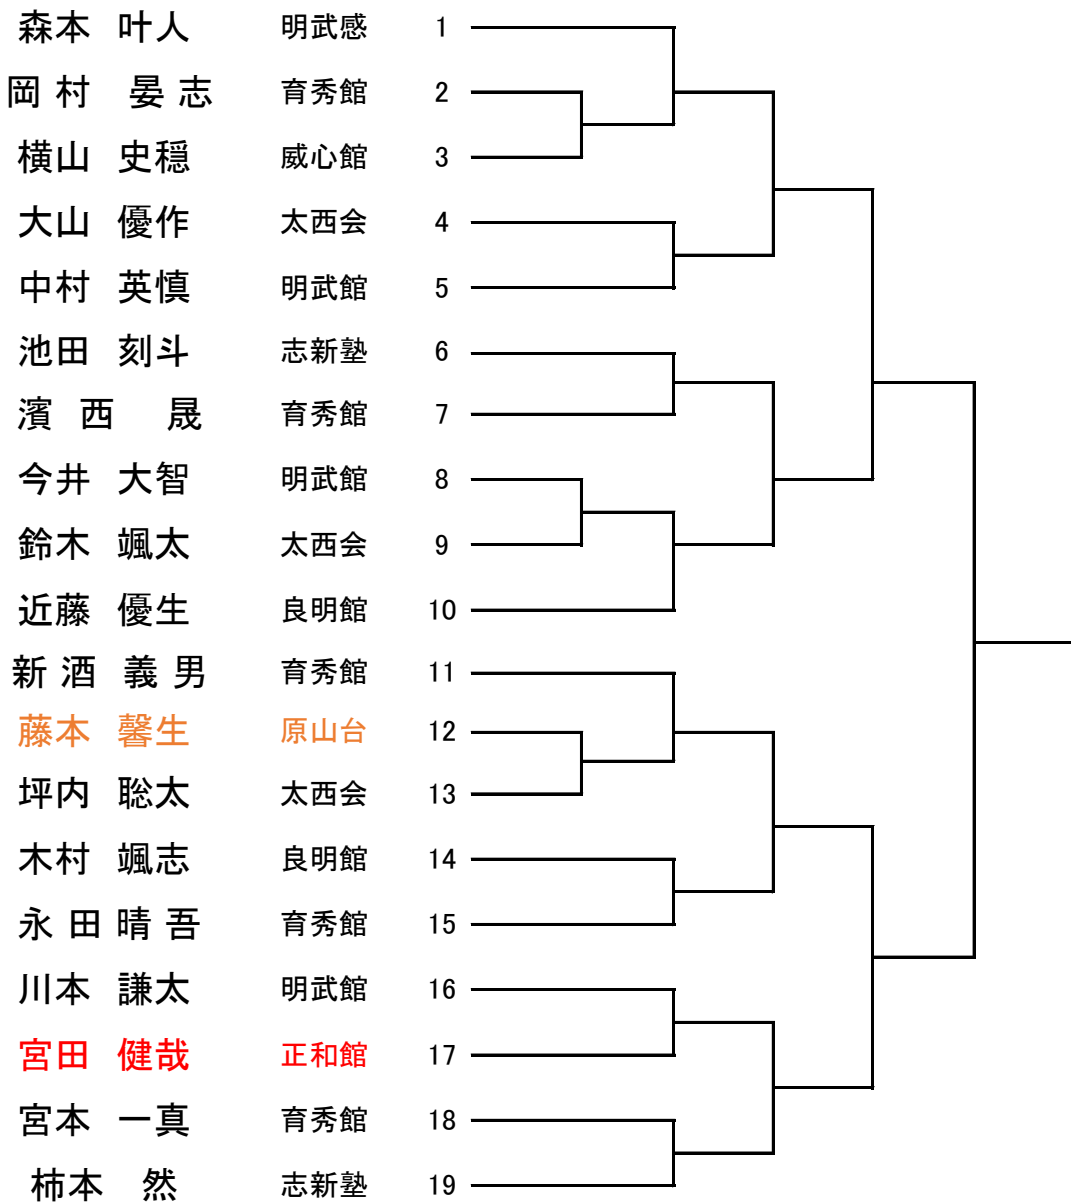 森本 叶人 明武感 1
岡村 晏志 育秀館 2
横山 史穏 威心館 3
大山 優作 太西会 4
中村 英慎 明武館 5
池田 刻斗 志新塾 6
濱西 晟 育秀館 7
今井 大智 明武館 8
鈴木 颯太 太西会 9
近藤 優生 良明館 10
新酒 義男 育秀館 11
藤本 馨生 原山台 12
坪内 聡太 太西会 13
木村 颯志 良明館 14
永田 晴吾 育秀館 15
川本 謙太 明武館 16
宮田 健哉 正和館 17
宮本 一真 育秀館 18
柿本 然 志新塾 19